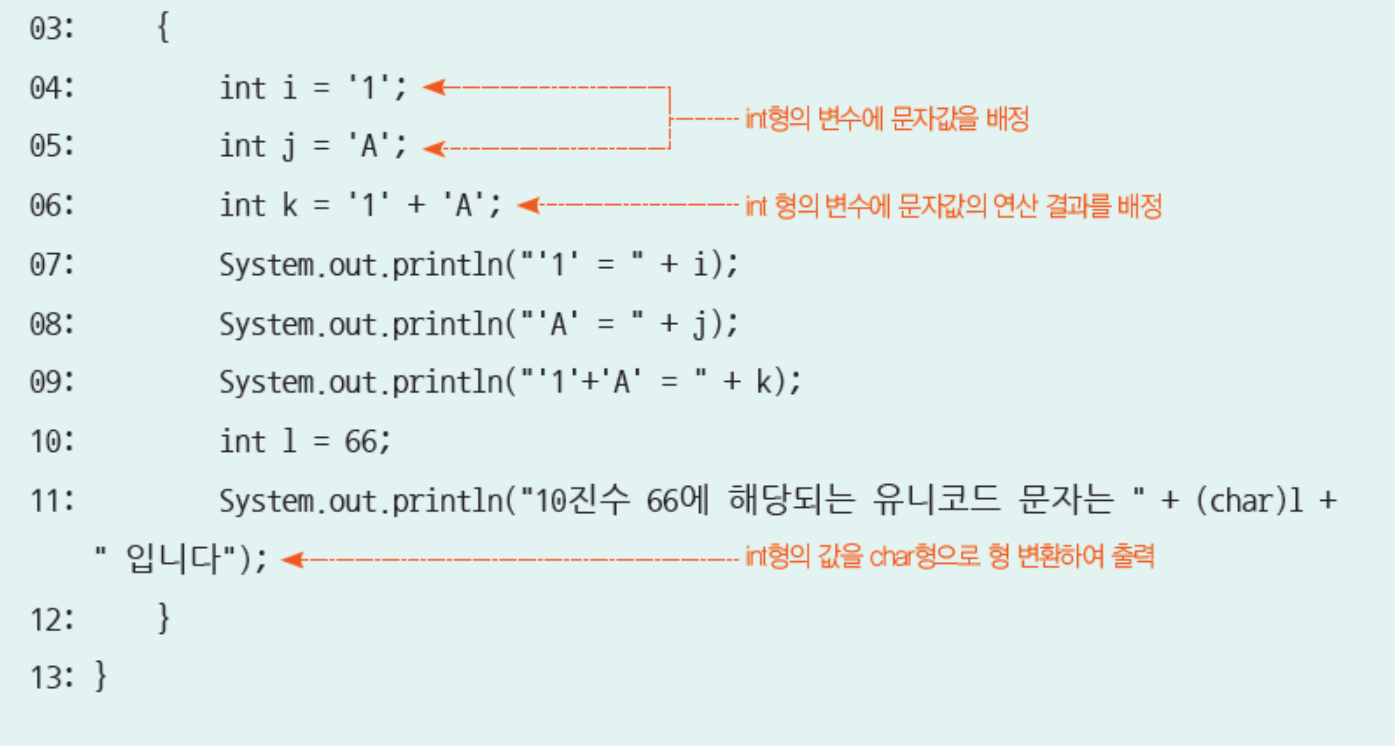 03: {
04: int i = '1';
int형의 변수에 문자값을 배정
05: int j = 'A';
06: int k = '1' + 'A'; int 형의 변수에 문자값의 연산 결과를 배정
07: System.out.println("'1' = " + i);
08: System.out.println("'A' = " + j);
09: System.out.println("'1'+'A' = " + k);
10: int l = 66;
11: System.out.println("10진수 66에 해당되는 유니코드 문자는 " + (char)l +
" 입니다"); int형의 값을 char형으로 형 변환하여 출력
12: }
13: }